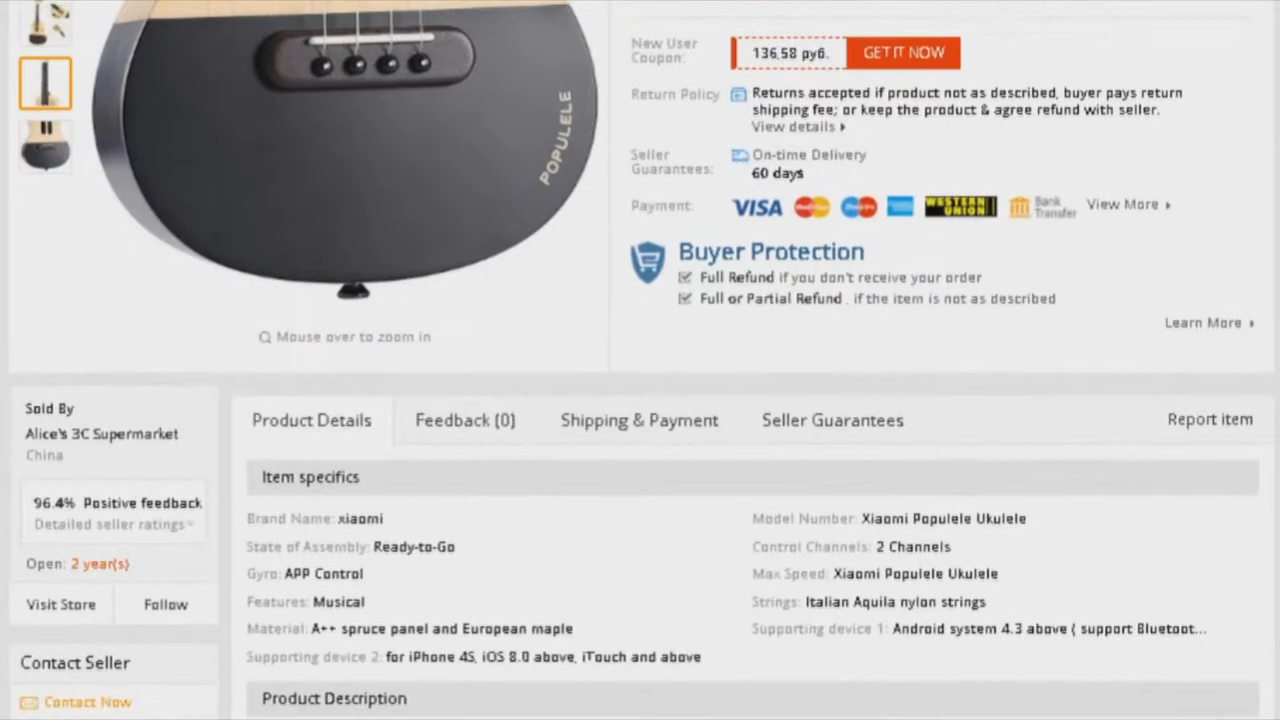 POPULELE
Mouse over to zoom in
New User
Coupon:
136,58 руб.
GET IT NOW
Return Policy
Returns accepted if product not as described, buyer pays return
shipping fee; or keep the product & agree refund with seller.
View details
Seller
Guarantees:
On-time Delivery
60 days
Payment:
VISA
MasterCard
Maestro
WESTERN
UNION
Bank
Transfer
View More
Buyer Protection
Full Refund if you don't receive your order
Full or Partial Refund , if the item is not as described
Learn More
Sold By
Alice's 3C Supermarket
China
96.4% Positive feedback
Detailed seller ratings
Open: 2 year(s)
Visit Store
Follow
Contact Seller
Contact Now
Product Details
Feedback (0)
Shipping & Payment
Seller Guarantees
Report item
Item specifics
Brand Name: xiaomi
Model Number: Xiaomi Populele Ukulele
State of Assembly: Ready-to-Go
Control Channels: 2 Channels
Gyro: APP Control
Max Speed: Xiaomi Populele Ukulele
Features: Musical
Strings: Italian Aquila nylon strings
Material: A++ spruce panel and European maple
Supporting device 1: Android system 4.3 above ( support Bluetoot...
Supporting device 2: for iPhone 4S, iOS 8.0 above, iTouch and above
Product Description